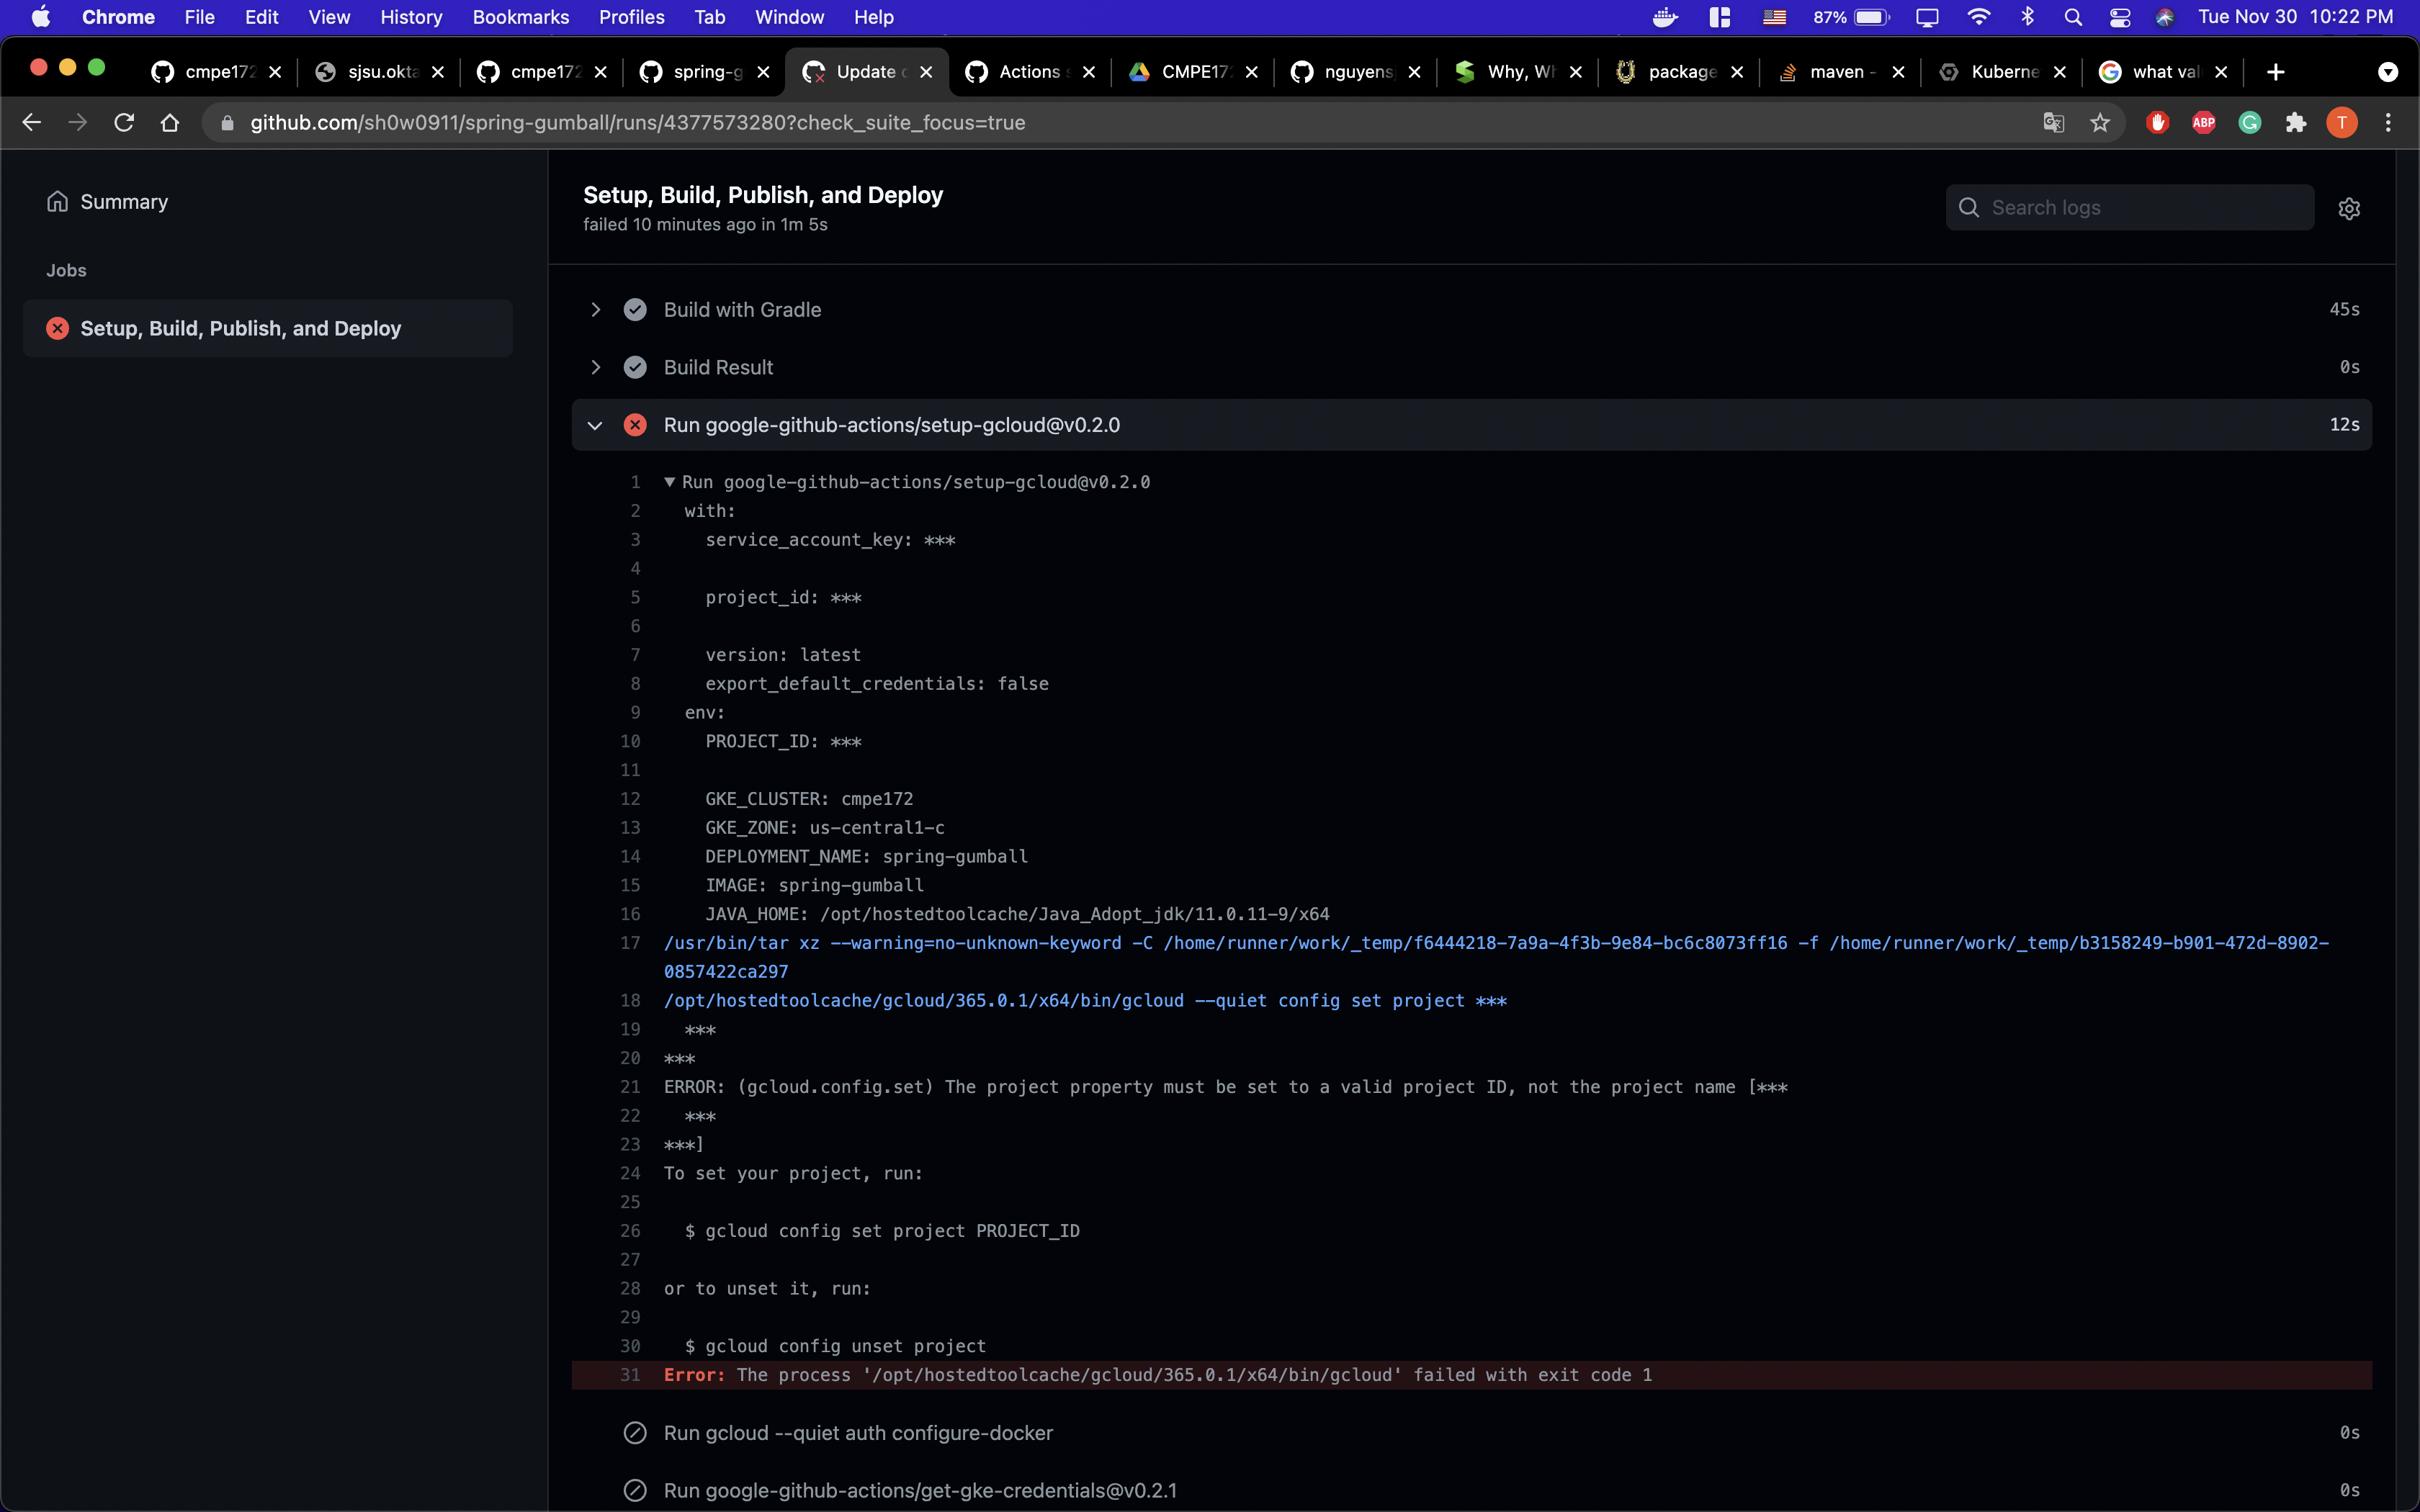 Chrome File Edit View History Bookmarks Profiles Tab Window Help 87% Tue Nov 30 10:22 PM
cmpe172 sjsu.okta cmpe172 spring-g Update Actions CMPE17 nguyens Why, Wh package maven - Kuberne what val
github.com/sh0w0911/spring-gumball/runs/4377573280?check_suite_focus=true ABP G T
Summary
Jobs
Setup, Build, Publish, and Deploy
Setup, Build, Publish, and Deploy
failed 10 minutes ago in 1m 5s
Search logs
Build with Gradle 45s
Build Result 0s
Run google-github-actions/setup-gcloud@v0.2.0 12s
1 ▼ Run google-github-actions/setup-gcloud@v0.2.0
2 with:
3 service_account_key: ***
4
5 project_id: ***
6
7 version: latest
8 export_default_credentials: false
9 env:
10 PROJECT_ID: ***
11
12 GKE_CLUSTER: cmpe172
13 GKE_ZONE: us-central1-c
14 DEPLOYMENT_NAME: spring-gumball
15 IMAGE: spring-gumball
16 JAVA_HOME: /opt/hostedtoolcache/Java_Adopt_jdk/11.0.11-9/x64
17 /usr/bin/tar xz --warning=no-unknown-keyword -C /home/runner/work/_temp/f6444218-7a9a-4f3b-9e84-bc6c8073ff16 -f /home/runner/work/_temp/b3158249-b901-472d-8902-
0857422ca297
18 /opt/hostedtoolcache/gcloud/365.0.1/x64/bin/gcloud --quiet config set project ***
19 ***
20 ***
21 ERROR: (gcloud.config.set) The project property must be set to a valid project ID, not the project name [***
22 ***
23 ***]
24 To set your project, run:
25
26 $ gcloud config set project PROJECT_ID
27
28 or to unset it, run:
29
30 $ gcloud config unset project
31 Error: The process '/opt/hostedtoolcache/gcloud/365.0.1/x64/bin/gcloud' failed with exit code 1
Run gcloud --quiet auth configure-docker 0s
Run google-github-actions/get-gke-credentials@v0.2.1 0s